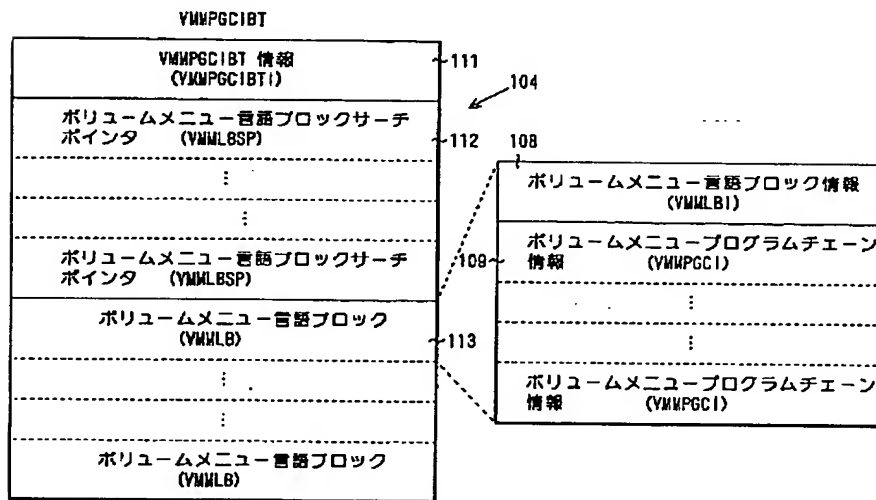 VMMPGCIBT
VMMPGCIBT 情報
(VMMPGCIBTI)
111
104
ボリュームメニュー言語ブロックサーチ
ポインタ (VMMLBSP)
112
ボリュームメニュー言語ブロックサーチ
ポインタ (VMMLBSP)
ボリュームメニュー言語ブロック
(VMMLB)
113
ボリュームメニュー言語ブロック
(VMMLB)
108
ボリュームメニュー言語ブロック情報
(VMMLBI)
ボリュームメニュープログラムチェーン
109
情報 (VMMPGCI)
ボリュームメニュープログラムチェーン
情報 (VMMPGCI)